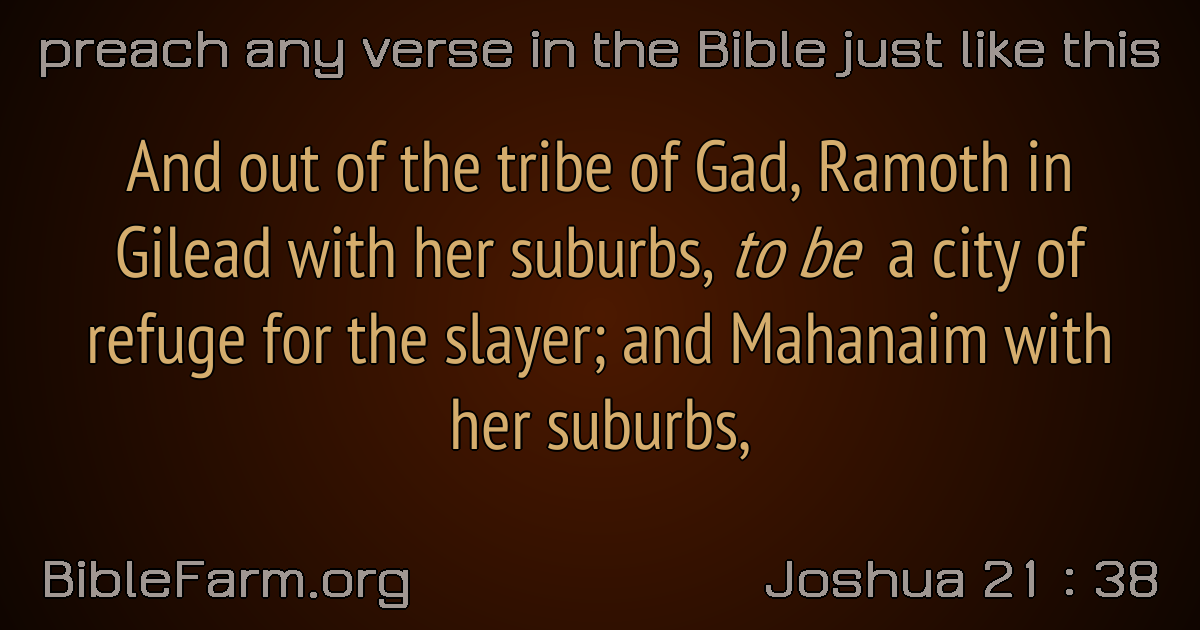 preach any verse in the Bible just like this
And out of the tribe of Gad, Ramoth in
Gilead with her suburbs, to be a city of
refuge for the slayer; and Mahanaim with
her suburbs,
BibleFarm.org
Joshua 21 : 38